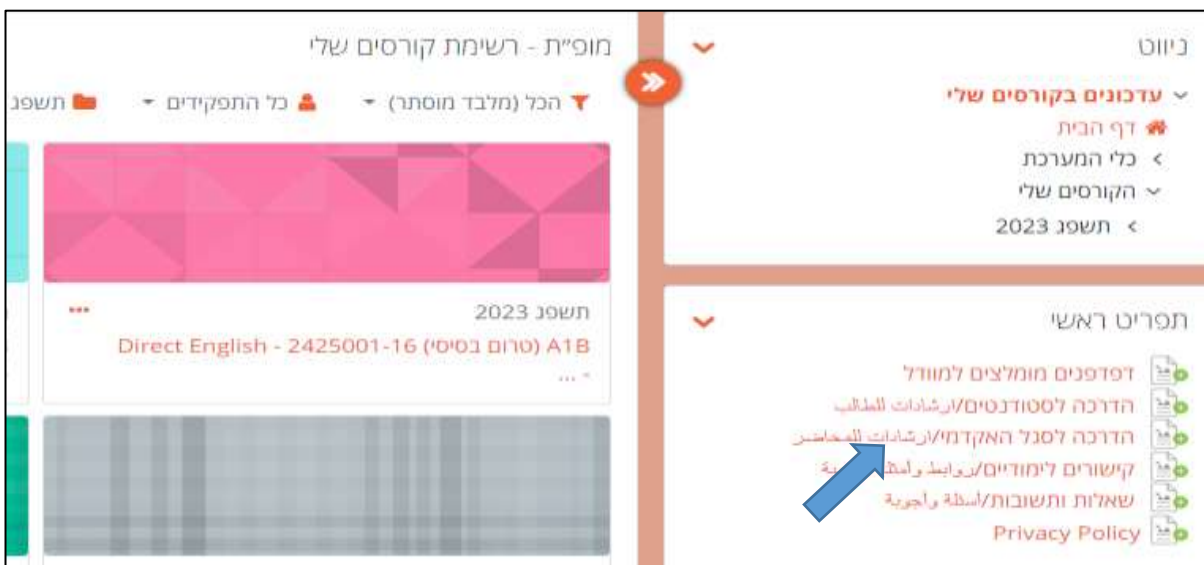 ניווט
עדכונים בקורסים שלי
דף הבית
כלי המערכת
הקורסים שלי
תשפג 2023
תפריט ראשי
דפדפנים מומלצים למוודל
הדרכה לסטודנטים/ارشادات للطالب
הדרכה לסגל האקדמי/ارشادات للمحاضر
קישורים לימודיים/روابط
שאלות ותשובות/أسئلة وأجوبة
Privacy Policy
מופ״ת - רשימת קורסים שלי
הכל (מלבד מוסתר) כל התפקידים תשפג
תשפג 2023
A1B (טרום בסיסי) Direct English - 2425001-16
- ...